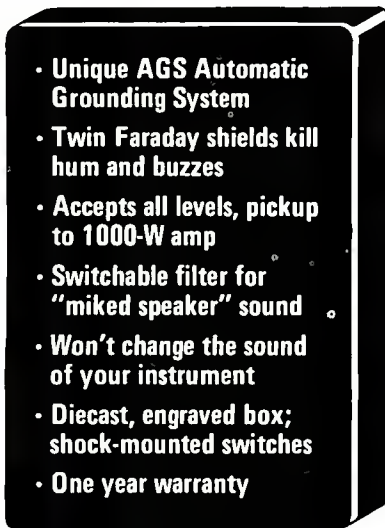 • Unique AGS Automatic
Grounding System
• Twin Faraday shields kill
hum and buzzes
• Accepts all levels, pickup
to 1000-W amp
• Switchable filter for
"miked speaker" sound
• Won't change the sound
of your instrument
• Diecast, engraved box;
shock-mounted switches
• One year warranty